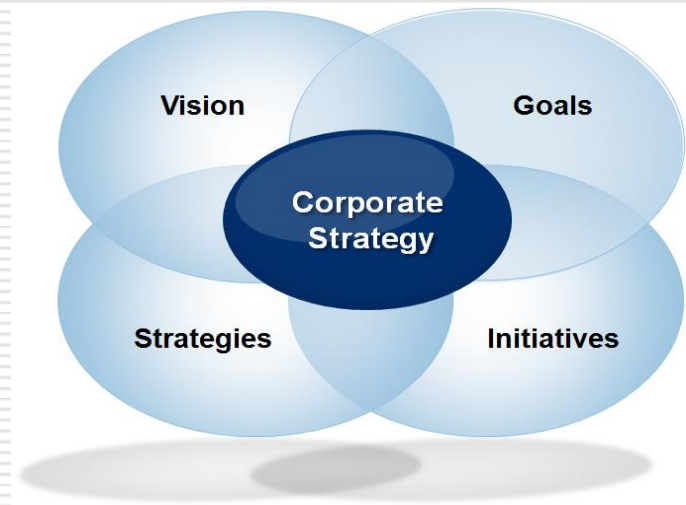 Vision
Goals
Corporate
Strategy
Strategies
Initiatives